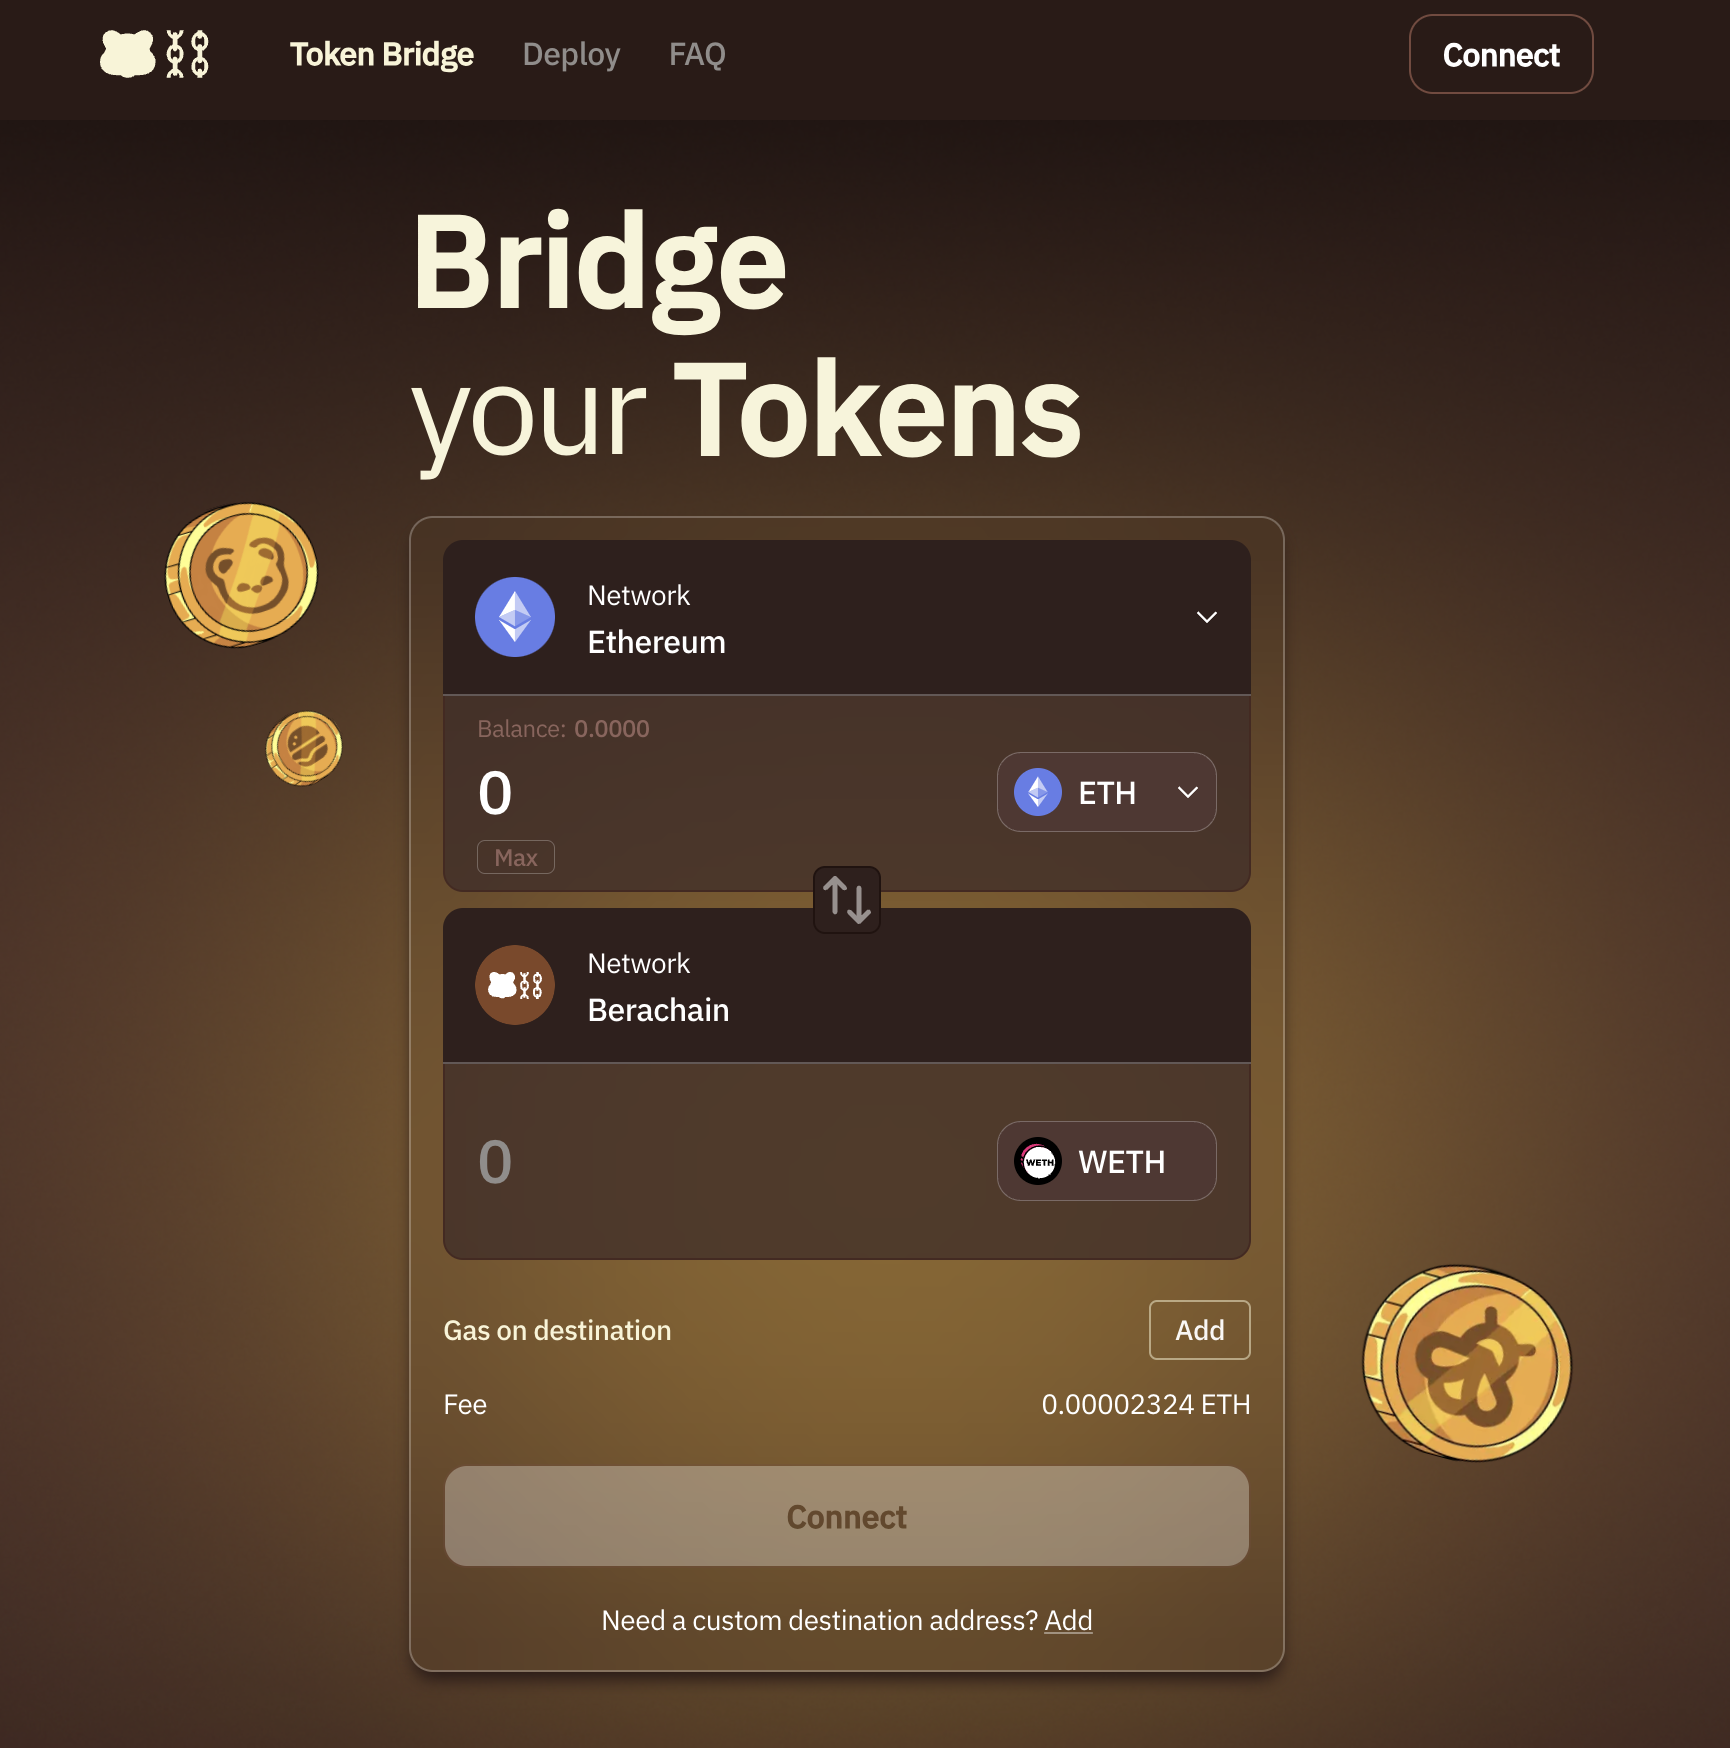 Token Bridge
Deploy
FAQ
Connect
Bridge
your Tokens
Network
Ethereum
Balance: 0.0000
0
ETH
Max
Network
Berachain
0
WETH
WETH
Gas on destination
Add
Fee
0.00002324 ETH
Connect
Need a custom destination address? Add